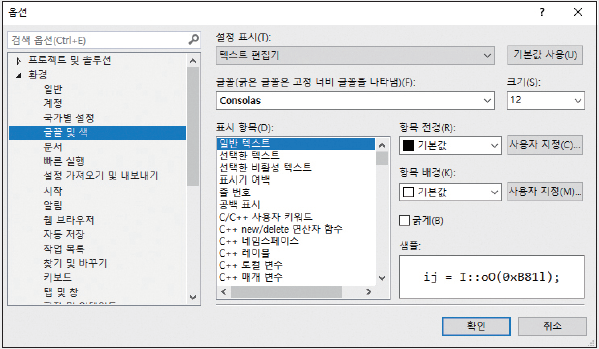 옵션
검색 옵션(Ctrl+E)
프로젝트 및 솔루션
환경
일반
계정
국가별 설정
글꼴 및 색
문서
빠른 실행
설정 가져오기 및 내보내기
시작
알림
웹 브라우저
자동 저장
작업 목록
찾기 및 바꾸기
키보드
탭 및 창
설정 표시(T):
텍스트 편집기
기본값 사용(U)
글꼴(굵은 글꼴은 고정 너비 글꼴을 나타냄)(F):
Consolas
크기(S):
12
표시 항목(D):
일반 텍스트
선택한 텍스트
선택한 비활성 텍스트
표시기 여백
줄 번호
공백 표시
C/C++ 사용자 키워드
C++ new/delete 연산자 함수
C++ 네임스페이스
C++ 레이블
C++ 로컬 변수
C++ 매개 변수
항목 전경(R):
기본값
사용자 지정(C)...
항목 배경(K):
기본값
사용자 지정(M)...
굵게(B)
샘플:
ij = I::oO(0xB81l);
확인
취소